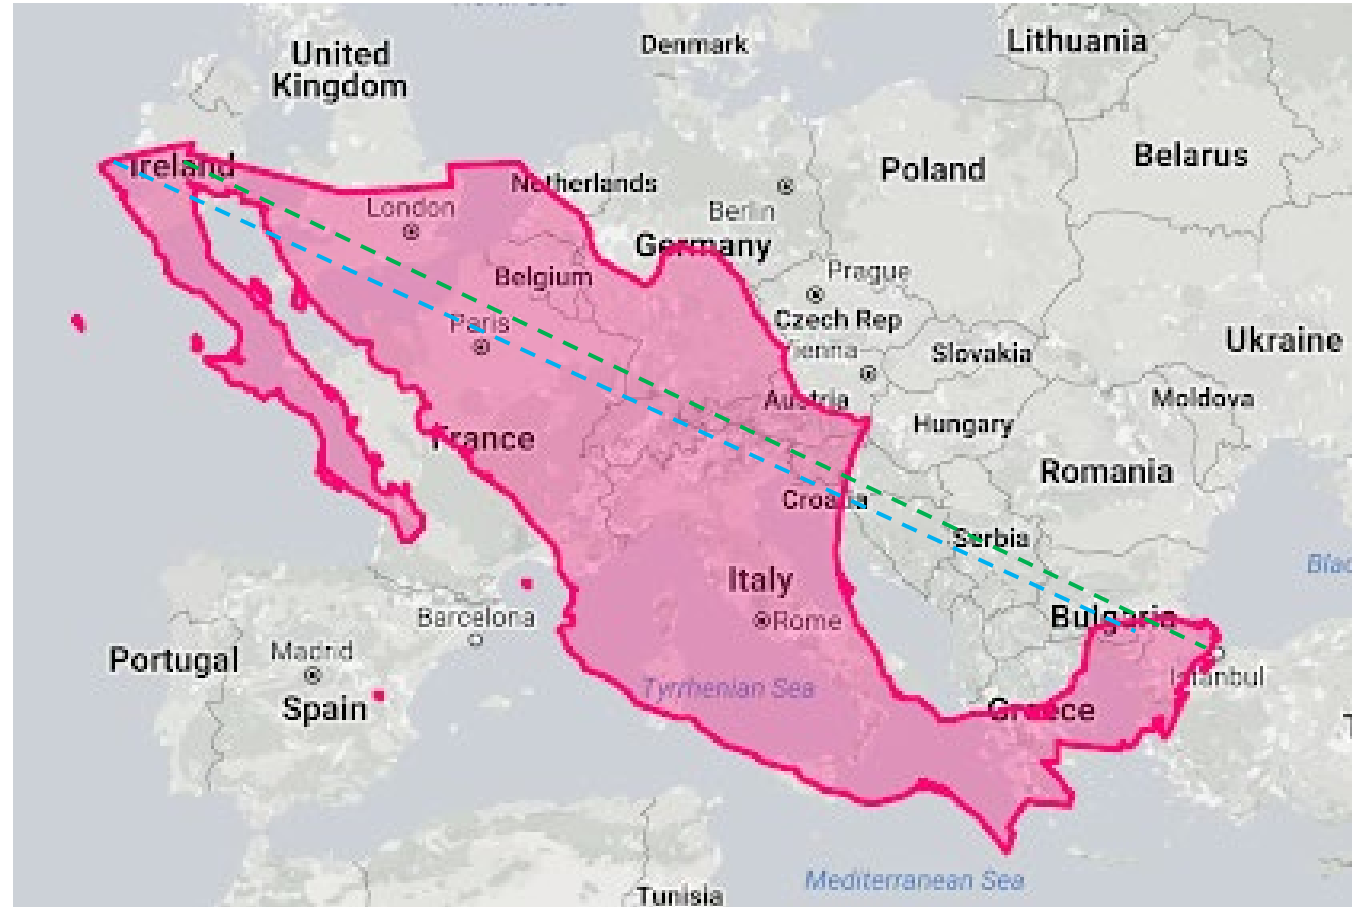 Denmark
Lithuania
United
Kingdom
Belarus
Ireland
Poland
Netherlands
London
Berlin
Germany
Belgium
Prague
Paris
Czech Rep
Ukraine
Vienna
Slovakia
Austria
Moldova
France
Hungary
Romania
Croatia
Serbia
Italy
Barcelona
Bulgaria
Rome
Madrid
Portugal
Istanbul
Tyrrhenian Sea
Spain
Greece
Mediterranean Sea
Tunisia